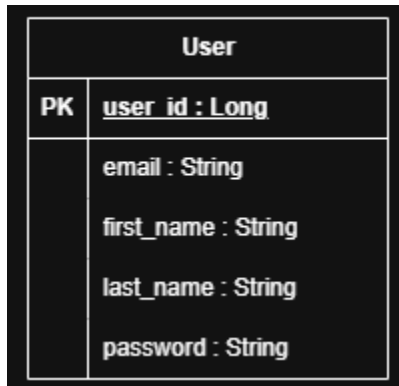 User
PK user_id : Long
email : String
first_name : String
last_name : String
password : String